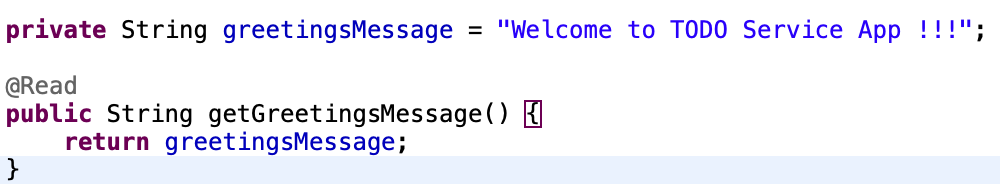 private String greetingsMessage = "Welcome to TODO Service App !!!";
@Read
public String getGreetingsMessage() {
return greetingsMessage;
}